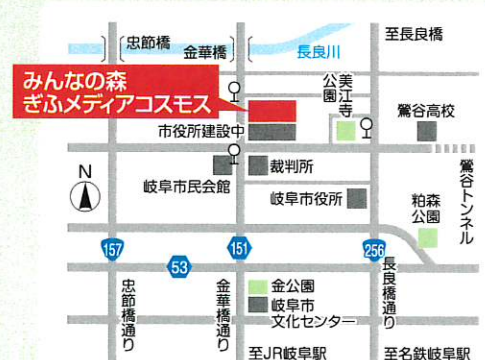 忠節橋
金華橋
長良川
至長良橋
みんなの森
ぎふメディアコスモス
美江寺
公園
鶯谷高校
市役所建設中
N
岐阜市民会館
裁判所
岐阜市役所
粕森
公園
鶯谷トンネル
157
151
256
53
忠節橋通り
金華橋通り
長良橋通り
金公園
岐阜市
文化センター
至JR岐阜駅
至名鉄岐阜駅